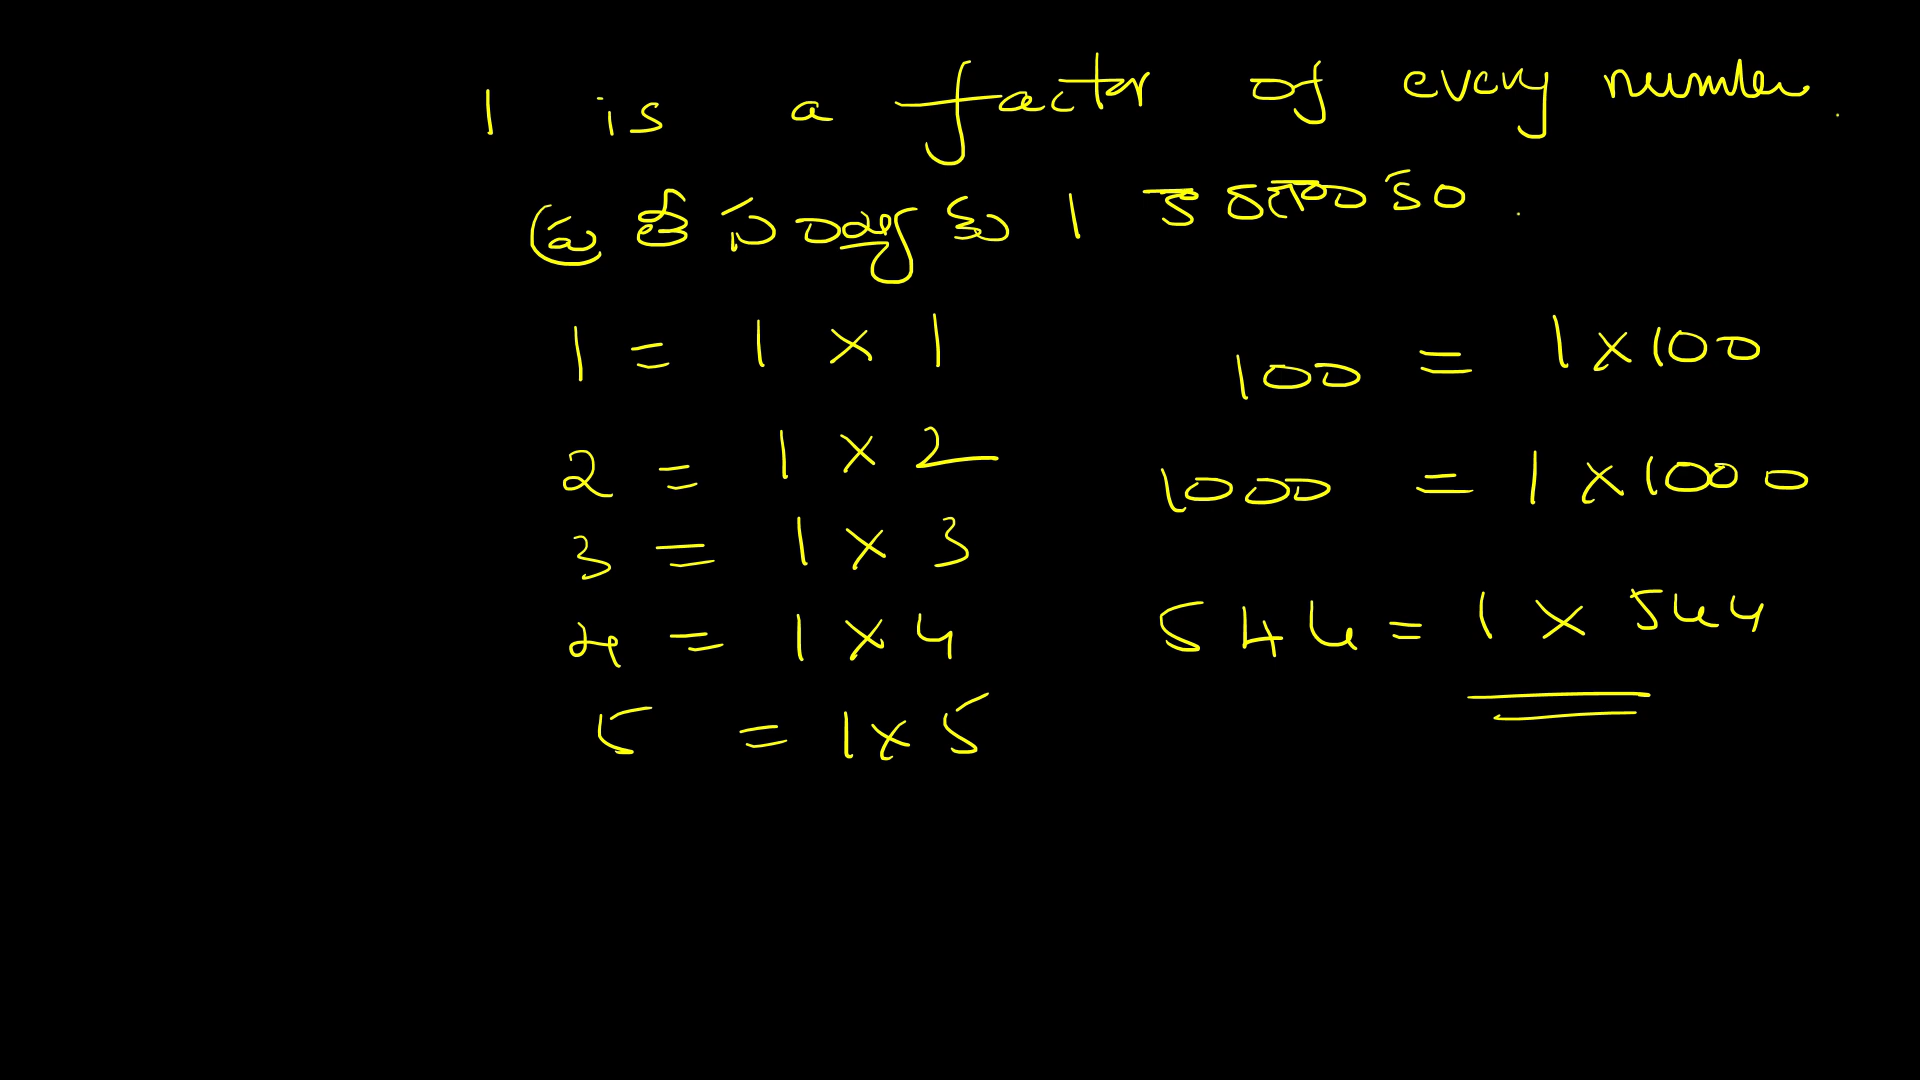 1 is a factor of every number.
ప్రతి సంఖ్యకు 1 కారణాంకం.
1 = 1 × 1
2 = 1 × 2
3 = 1 × 3
4 = 1 × 4
5 = 1 × 5
100 = 1 × 100
1000 = 1 × 1000
544 = 1 × 544